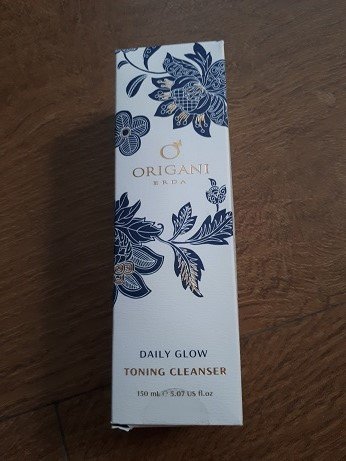 ORIGANI
ERDA
DAILY GLOW
TONING CLEANSER
150 mL ℮ 5.07 US fl.oz